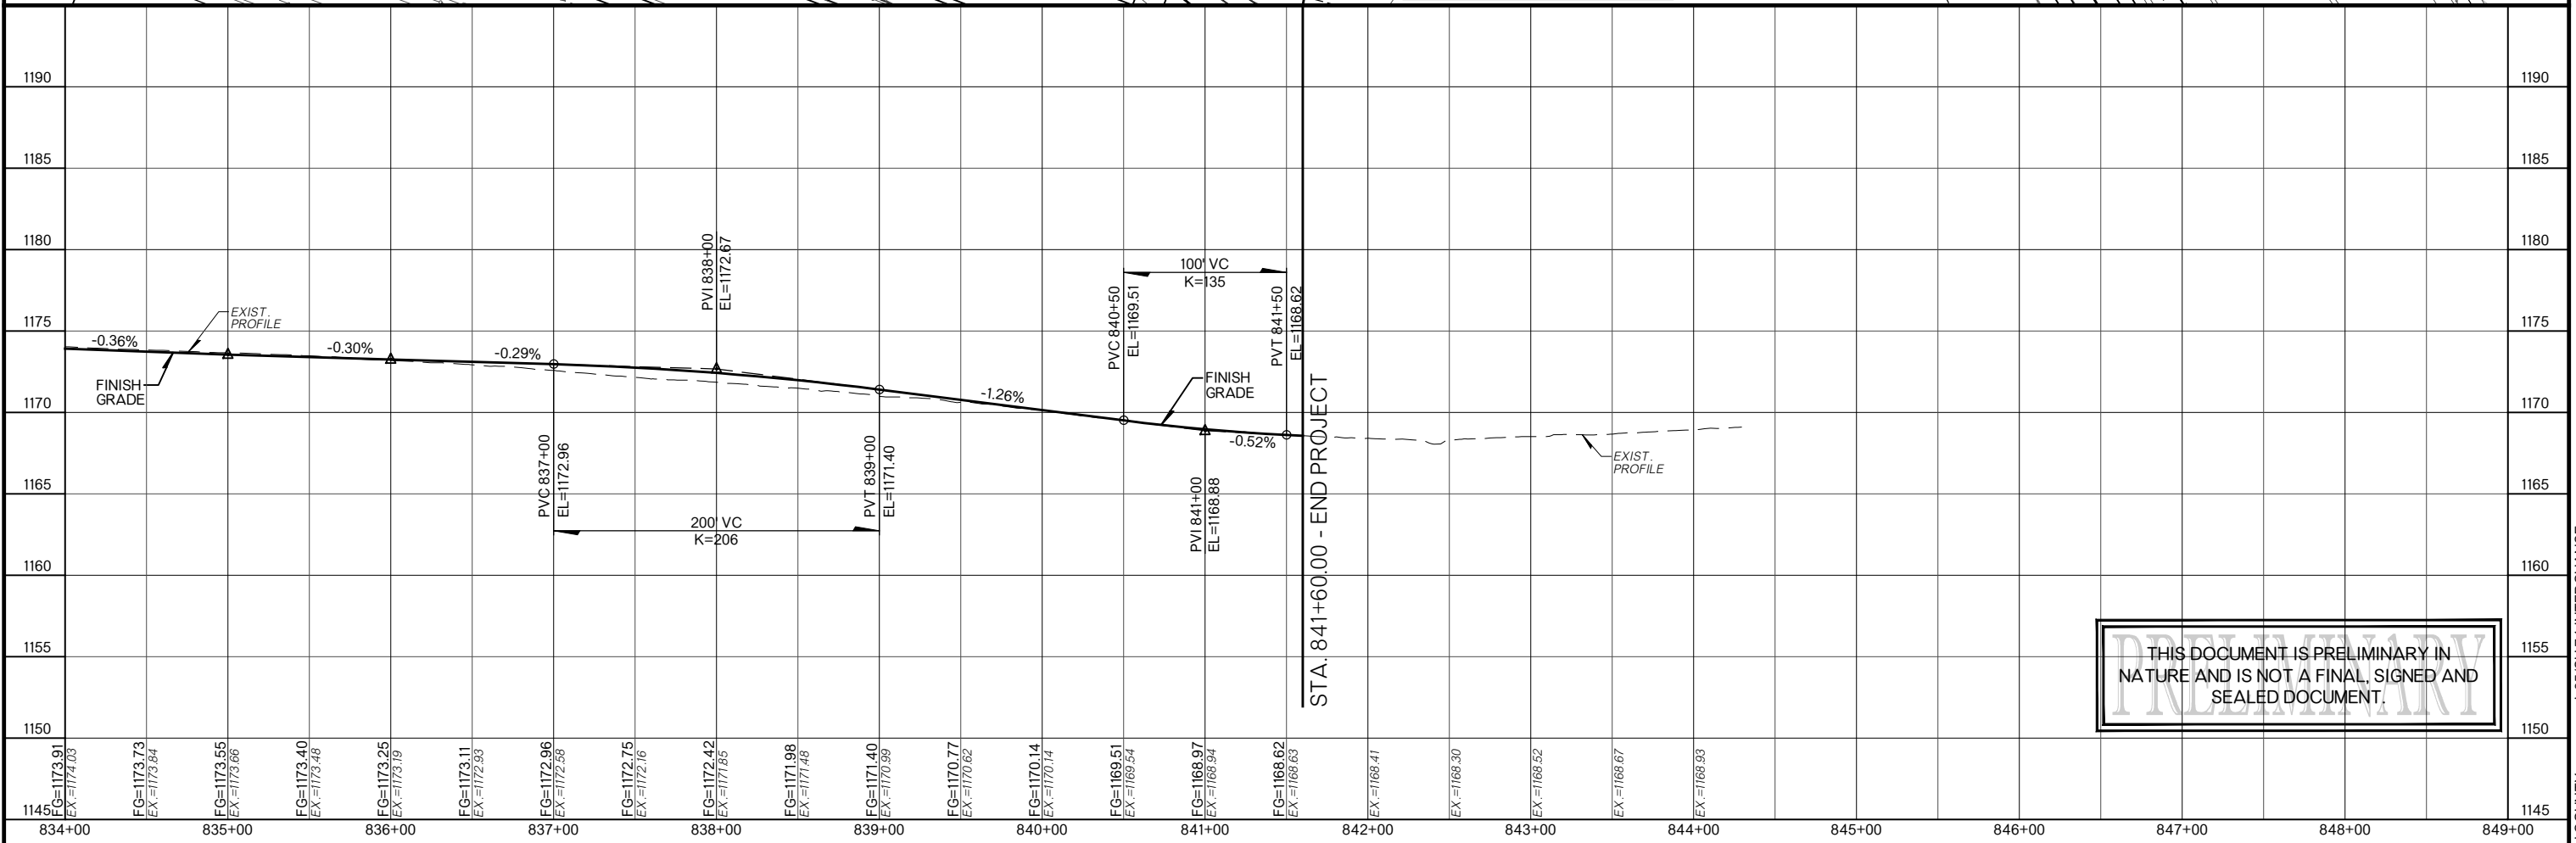 1190
1185
1180
1175
1170
1165
1160
1155
1150
1145
1190
1185
1180
1175
1170
1165
1160
1155
1150
1145
-0.36%
EXIST.
PROFILE
FINISH
GRADE
-0.30%
-0.29%
PVC 837+00
EL=1172.96
PVI 838+00
EL=1172.67
PVT 839+00
EL=1171.40
200' VC
K=206
-1.26%
PVC 840+50
EL=1169.51
100' VC
K=135
FINISH
GRADE
PVI 841+00
EL=1168.88
-0.52%
PVT 841+50
EL=1168.62
STA. 841+60.00 - END PROJECT
EXIST.
PROFILE
PRELIMINARY
THIS DOCUMENT IS PRELIMINARY IN
NATURE AND IS NOT A FINAL, SIGNED AND
SEALED DOCUMENT.
FG=1173.91
EX.=1174.03
FG=1173.73
EX.=1173.84
FG=1173.55
EX.=1173.66
FG=1173.40
EX.=1173.48
FG=1173.25
EX.=1173.19
FG=1173.11
EX.=1172.93
FG=1172.96
EX.=1172.58
FG=1172.75
EX.=1172.16
FG=1172.42
EX.=1171.85
FG=1171.98
EX.=1171.48
FG=1171.40
EX.=1170.99
FG=1170.77
EX.=1170.62
FG=1170.14
EX.=1170.14
FG=1169.51
EX.=1169.54
FG=1168.97
EX.=1168.94
FG=1168.62
EX.=1168.63
EX.=1168.41
EX.=1168.30
EX.=1168.52
EX.=1168.67
EX.=1168.93
834+00
835+00
836+00
837+00
838+00
839+00
840+00
841+00
842+00
843+00
844+00
845+00
846+00
847+00
848+00
849+00